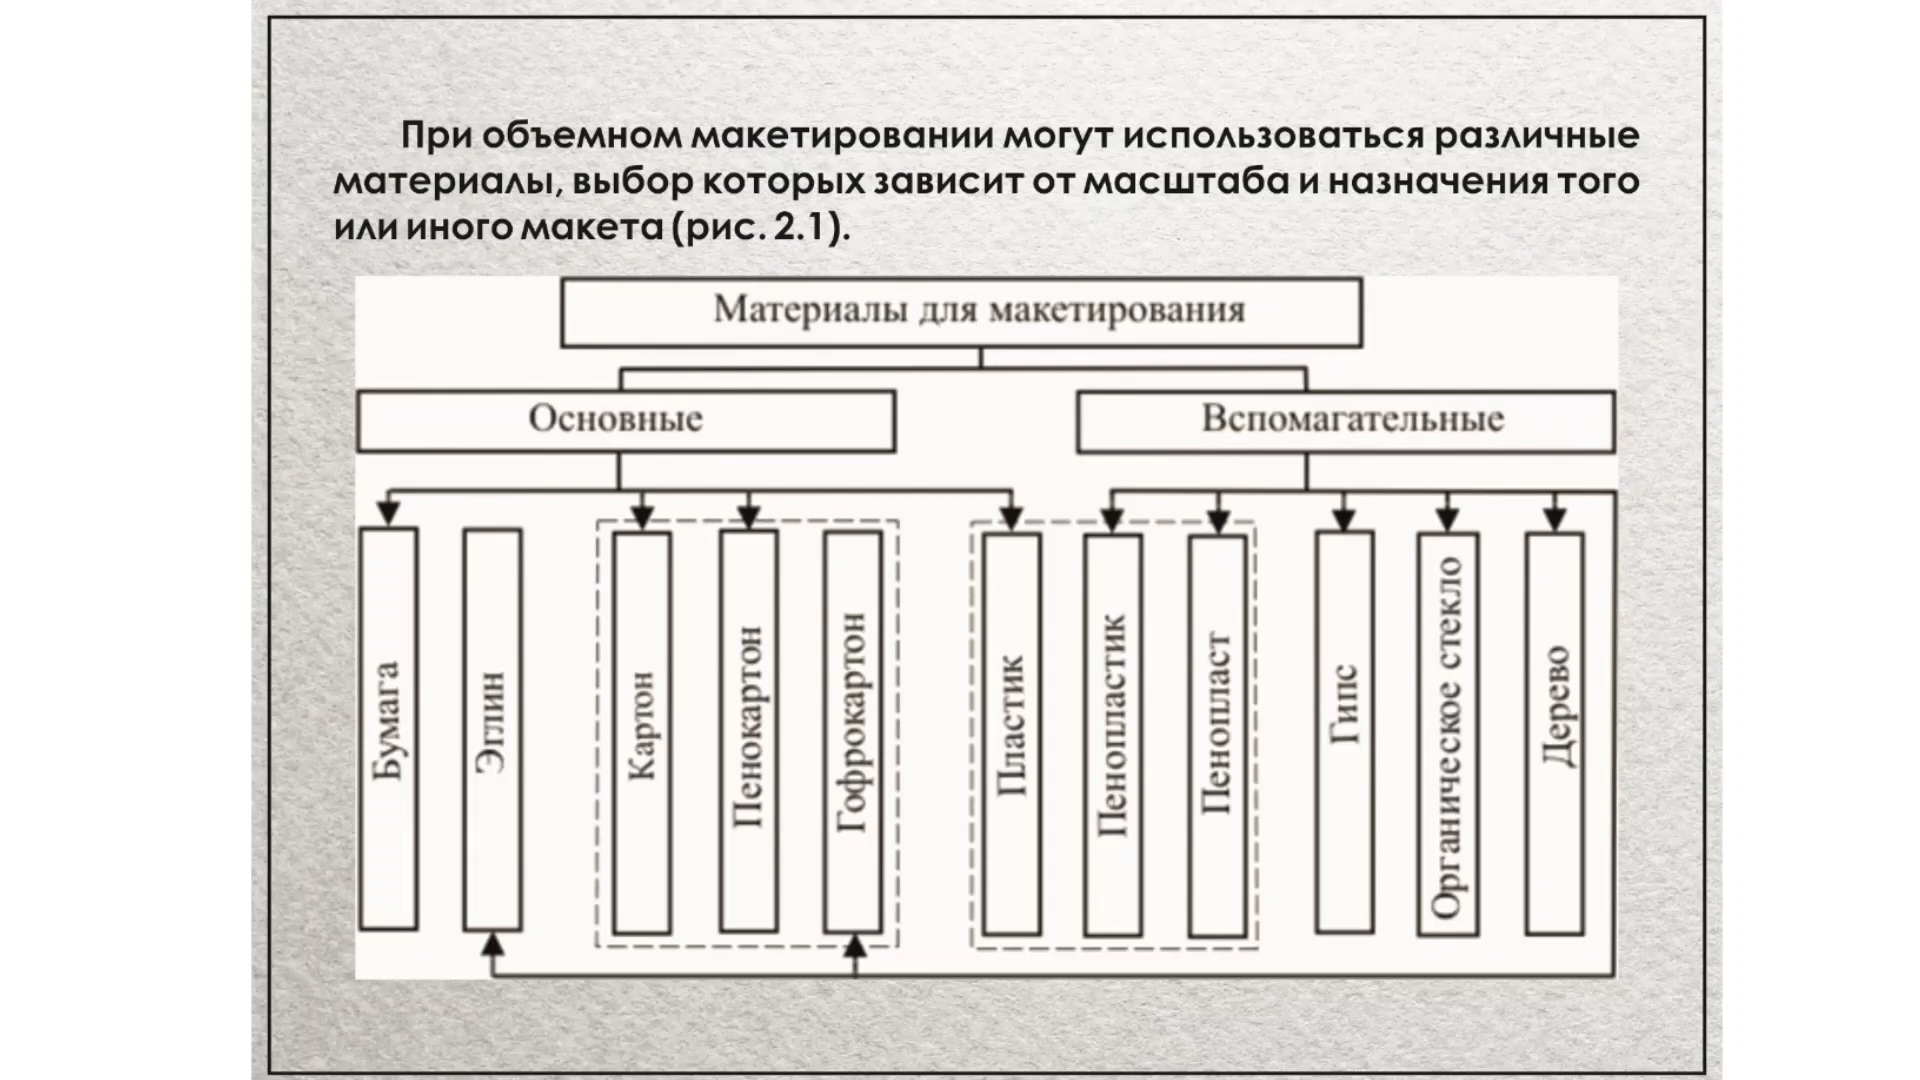 При объемном макетировании могут использоваться различные
материалы, выбор которых зависит от масштаба и назначения того
или иного макета (рис. 2.1).
Материалы для макетирования
Основные
Вспомагательные
Бумага
Эглин
Картон
Пенокартон
Гофрокартон
Пластик
Пенопластик
Пенопласт
Гипс
Органическое стекло
Дерево